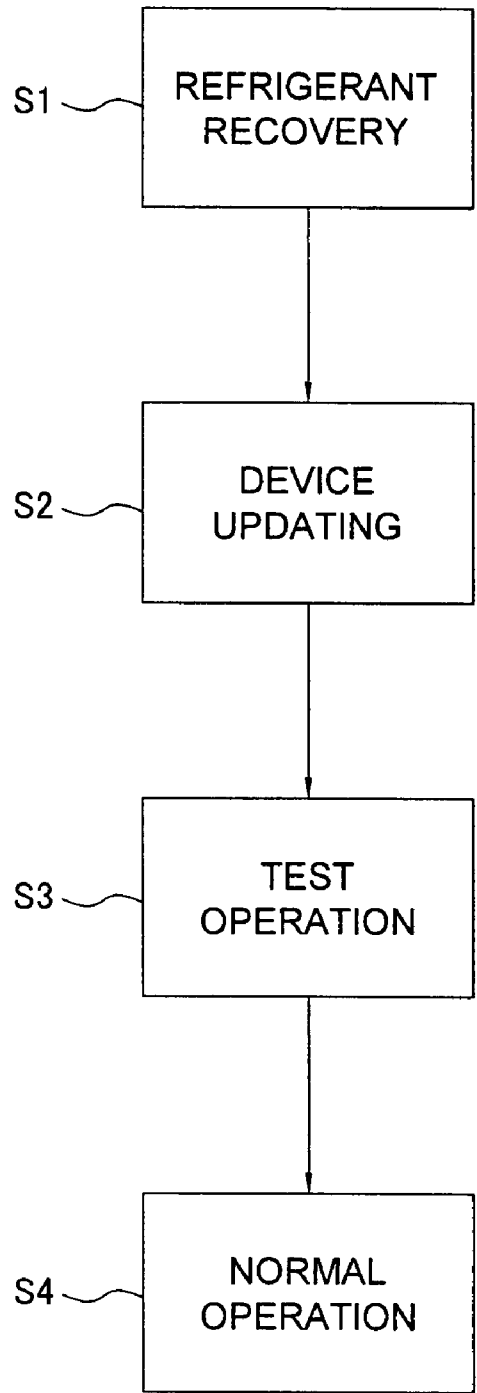 S1
REFRIGERANT
RECOVERY
S2
DEVICE
UPDATING
S3
TEST
OPERATION
S4
NORMAL
OPERATION